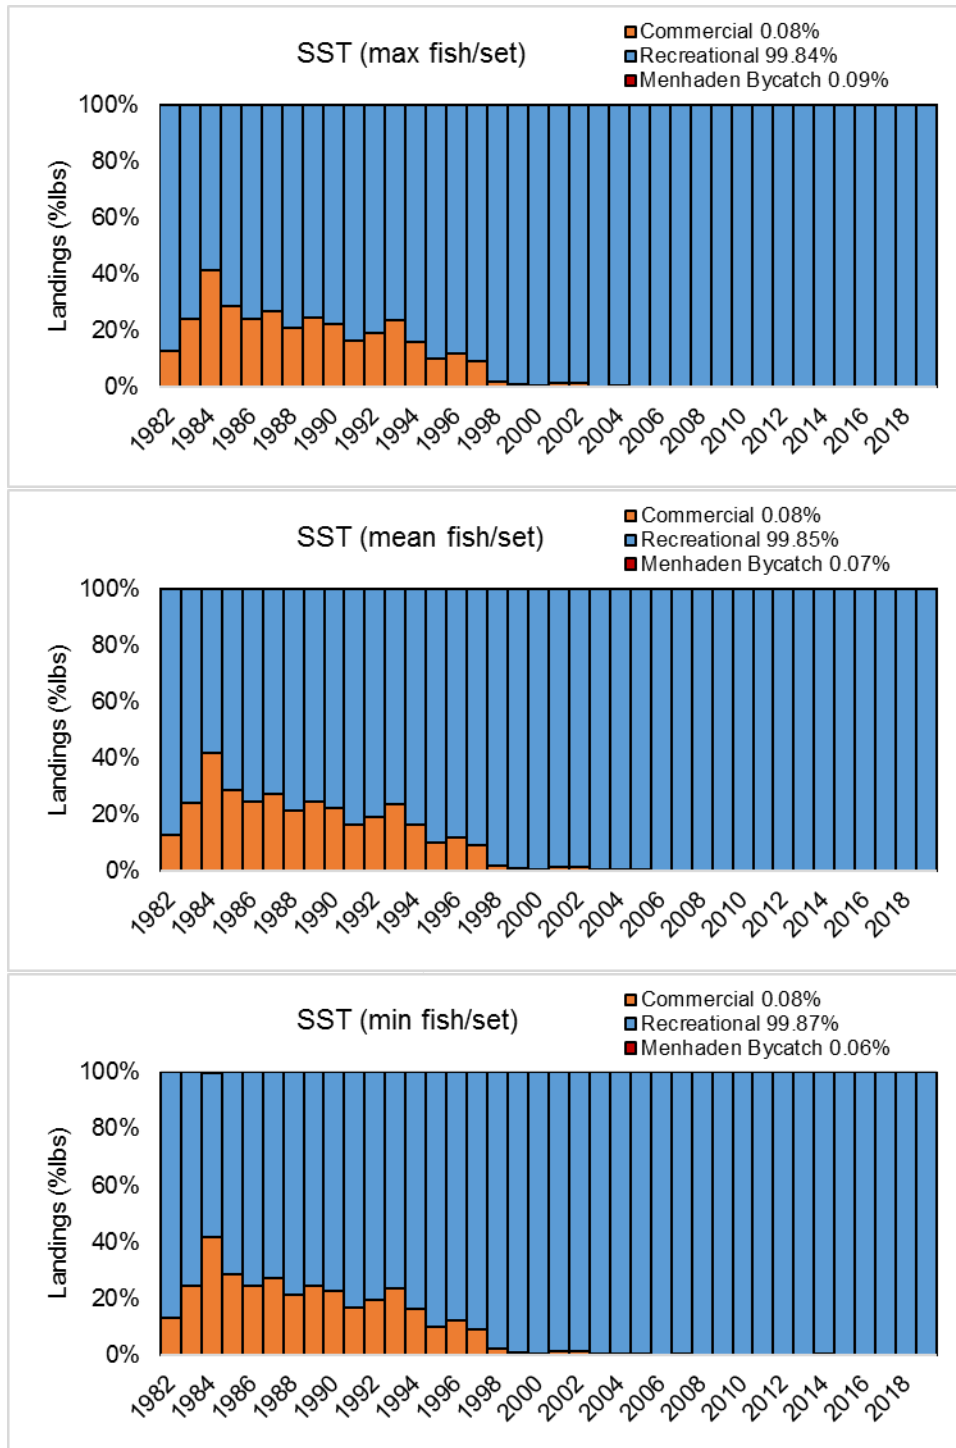 SST (max fish/set)
Commercial 0.08%
Recreational 99.84%
Menhaden Bycatch 0.09%
Landings (%lbs)
100%
80%
60%
40%
20%
0%
1982 1984 1986 1988 1990 1992 1994 1996 1998 2000 2002 2004 2006 2008 2010 2012 2014 2016 2018
SST (mean fish/set)
Commercial 0.08%
Recreational 99.85%
Menhaden Bycatch 0.07%
Landings (%lbs)
100%
80%
60%
40%
20%
0%
1982 1984 1986 1988 1990 1992 1994 1996 1998 2000 2002 2004 2006 2008 2010 2012 2014 2016 2018
SST (min fish/set)
Commercial 0.08%
Recreational 99.87%
Menhaden Bycatch 0.06%
Landings (%lbs)
100%
80%
60%
40%
20%
0%
1982 1984 1986 1988 1990 1992 1994 1996 1998 2000 2002 2004 2006 2008 2010 2012 2014 2016 2018